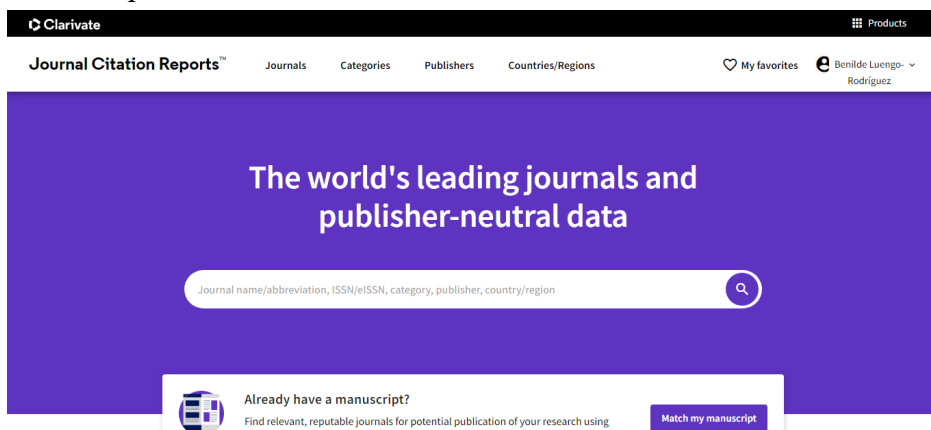 Clarivate
Products
Journal Citation Reports™
Journals
Categories
Publishers
Countries/Regions
My favorites
Benilde Luengo-
Rodríguez
The world's leading journals and
publisher-neutral data
Journal name/abbreviation, ISSN/eISSN, category, publisher, country/region
Already have a manuscript?
Find relevant, reputable journals for potential publication of your research using
Match my manuscript